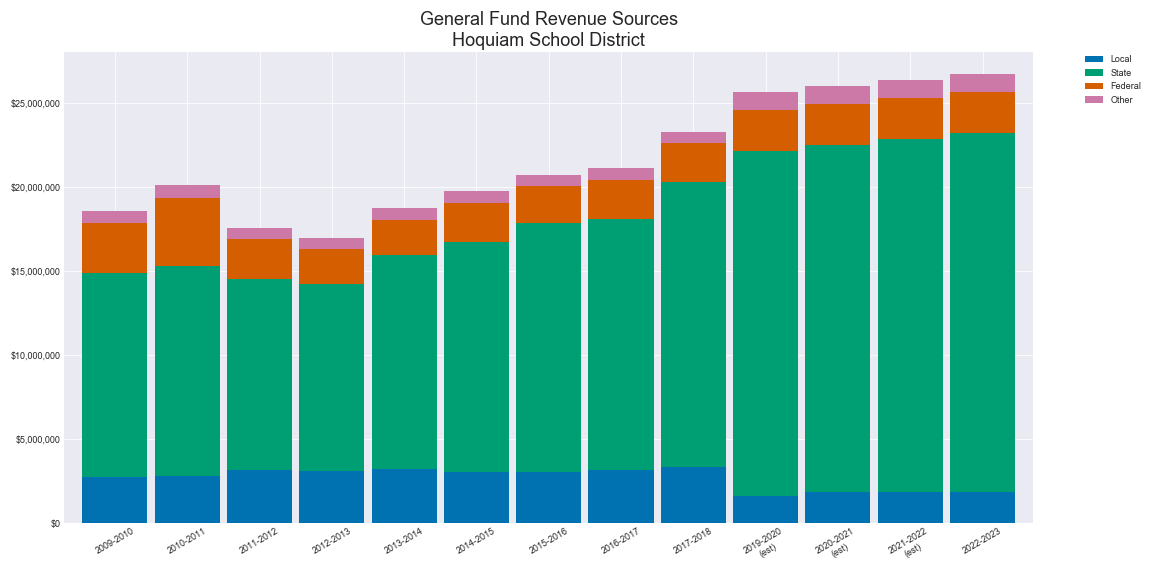 General Fund Revenue Sources
Hoquiam School District
Local
State
Federal
Other
$25,000,000
$20,000,000
$15,000,000
$10,000,000
$5,000,000
$0
2009-2010
2010-2011
2011-2012
2012-2013
2013-2014
2014-2015
2015-2016
2016-2017
2017-2018
2019-2020
(est)
2020-2021
(est)
2021-2022
(est)
2022-2023